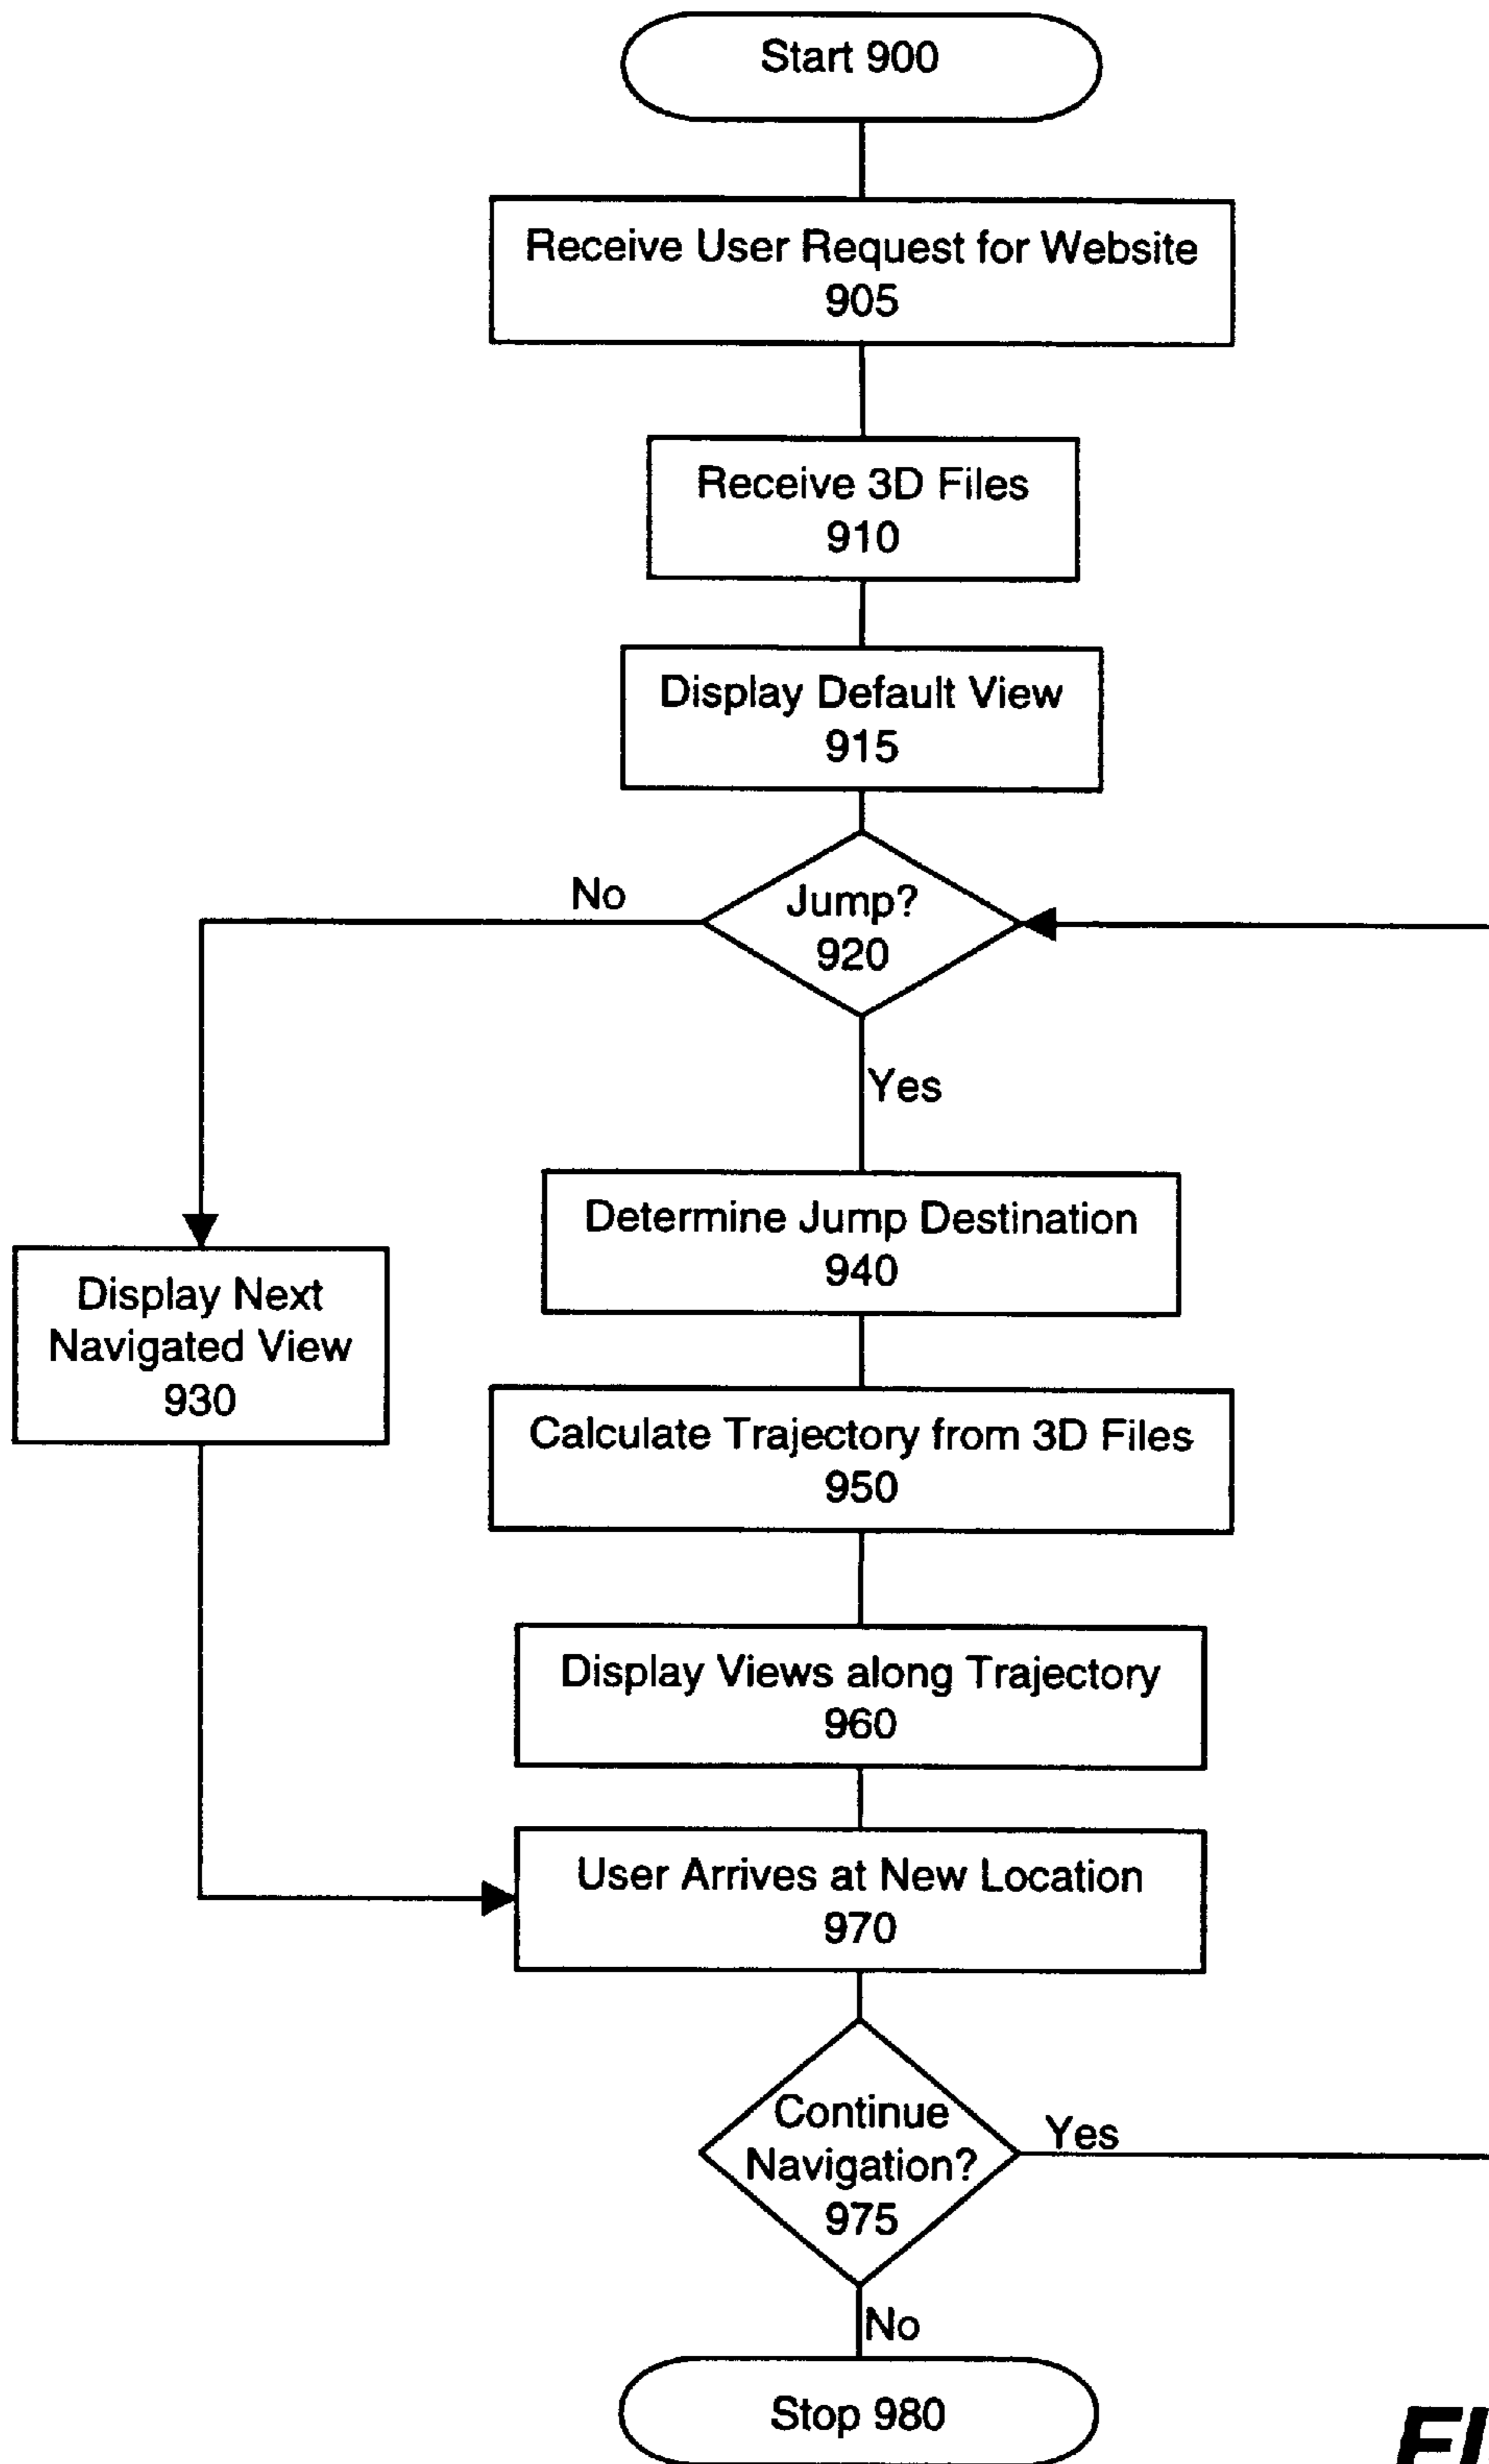 Start 900
Receive User Request for Website
905
Receive 3D Files
910
Display Default View
915
No
Jump?
920
Yes
Determine Jump Destination
940
Display Next
Navigated View
930
Calculate Trajectory from 3D Files
950
Display Views along Trajectory
960
User Arrives at New Location
970
Continue
Navigation?
975
Yes
No
Stop 980